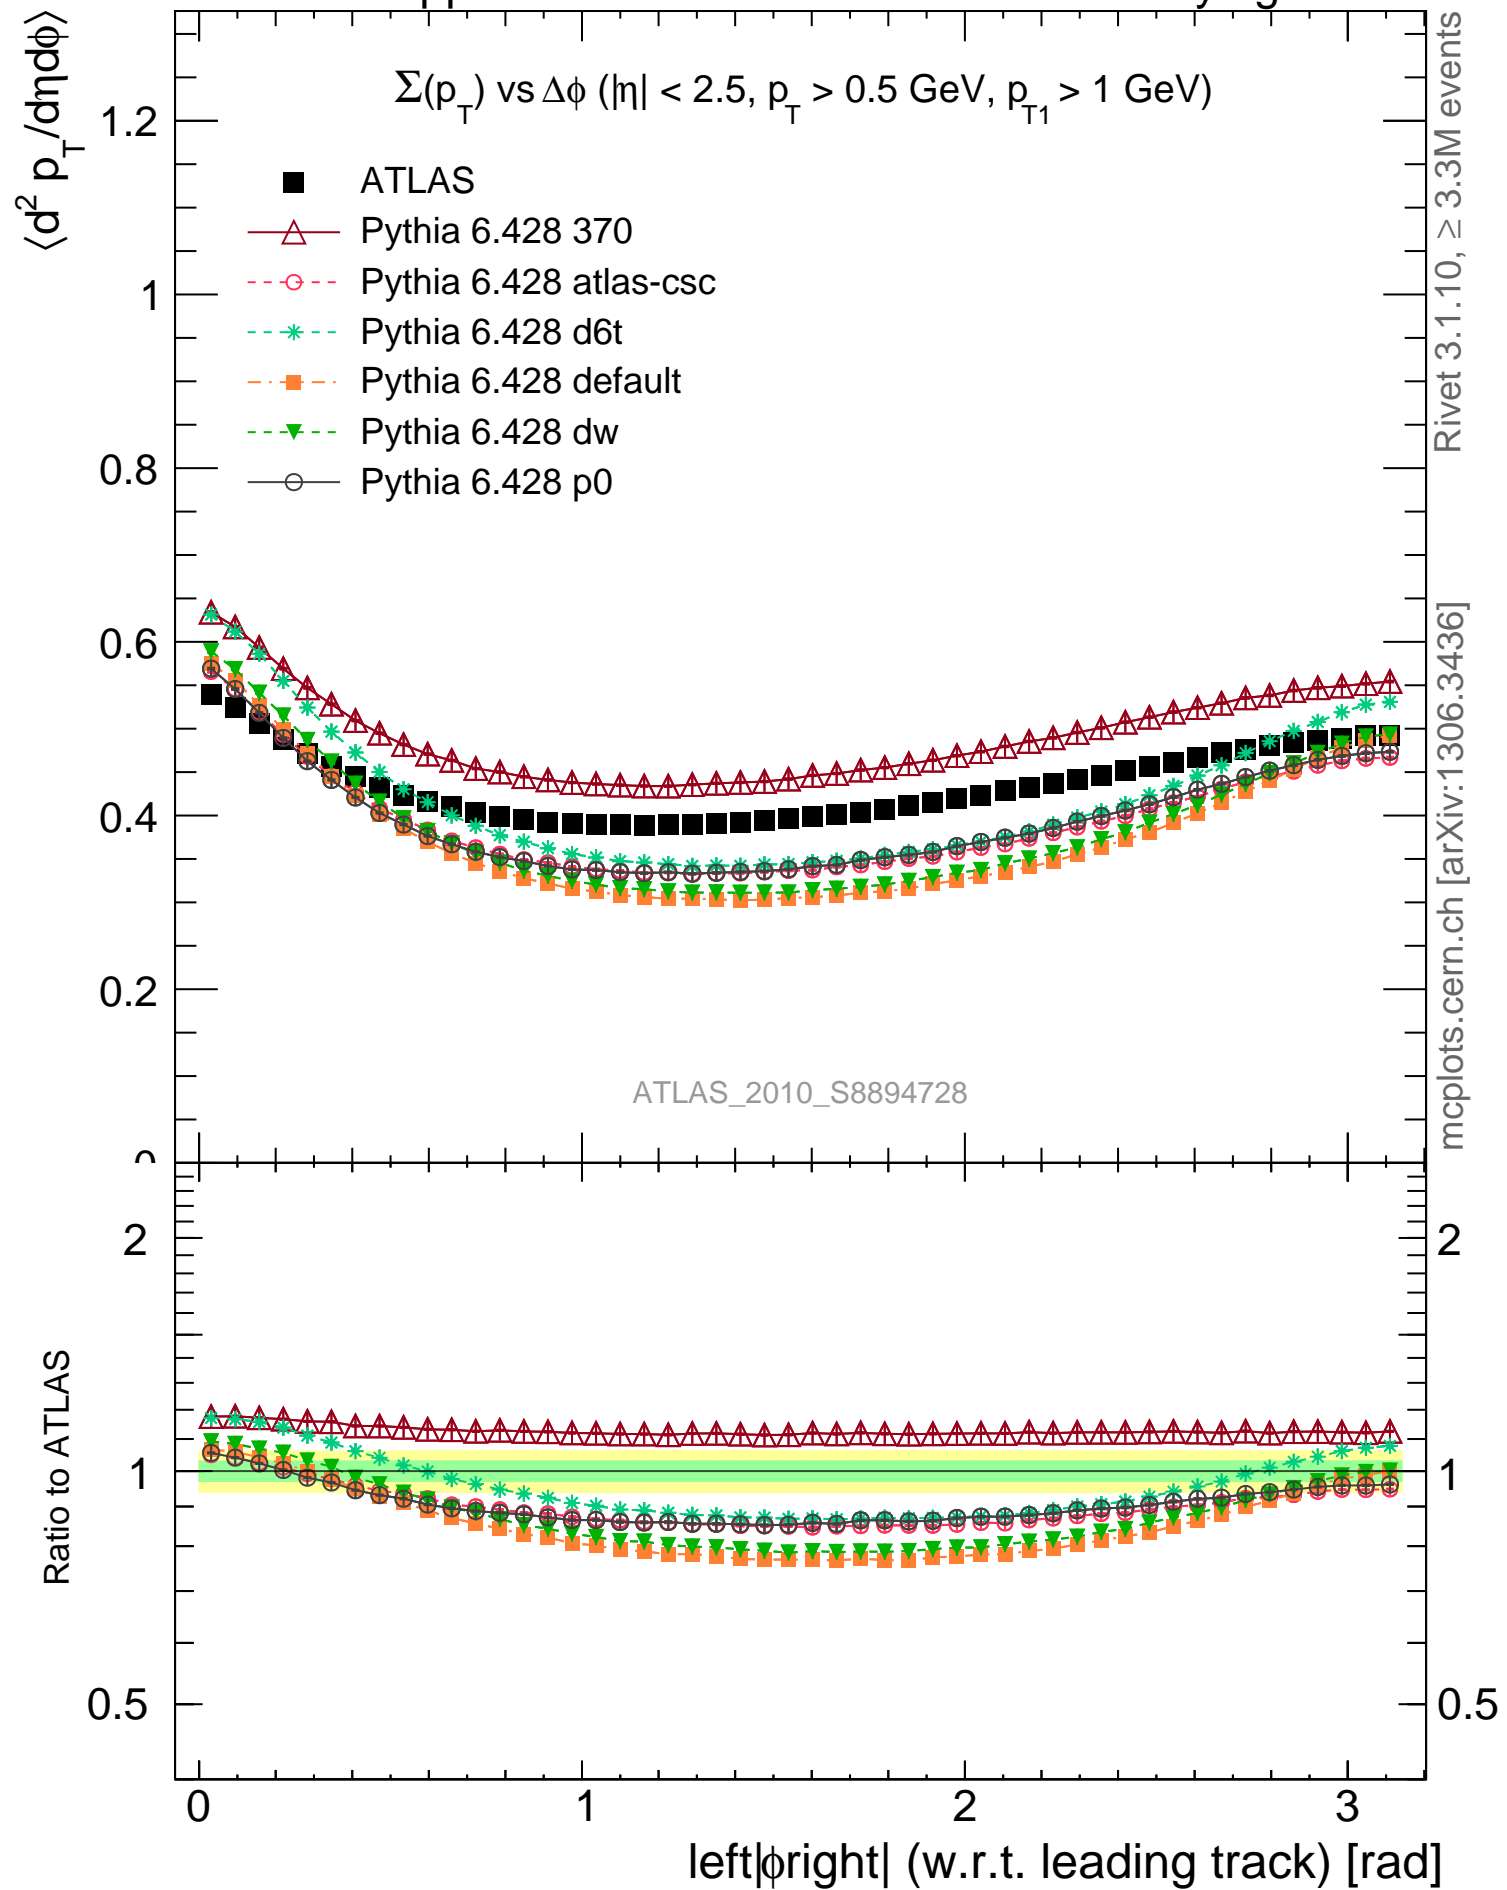 ⟨d² p_T/dηdϕ⟩
Σ(p_T) vs Δϕ (|η| < 2.5, p_T > 0.5 GeV, p_T1 > 1 GeV)
ATLAS
Pythia 6.428 370
Pythia 6.428 atlas-csc
Pythia 6.428 d6t
Pythia 6.428 default
Pythia 6.428 dw
Pythia 6.428 p0
1.2
1
0.8
0.6
0.4
0.2
ATLAS_2010_S8894728
Rivet 3.1.10, ≥ 3.3M events
mcplots.cern.ch [arXiv:1306.3436]
Ratio to ATLAS
2
1
0.5
2
1
0.5
0 1 2 3
left|ϕright| (w.r.t. leading track) [rad]